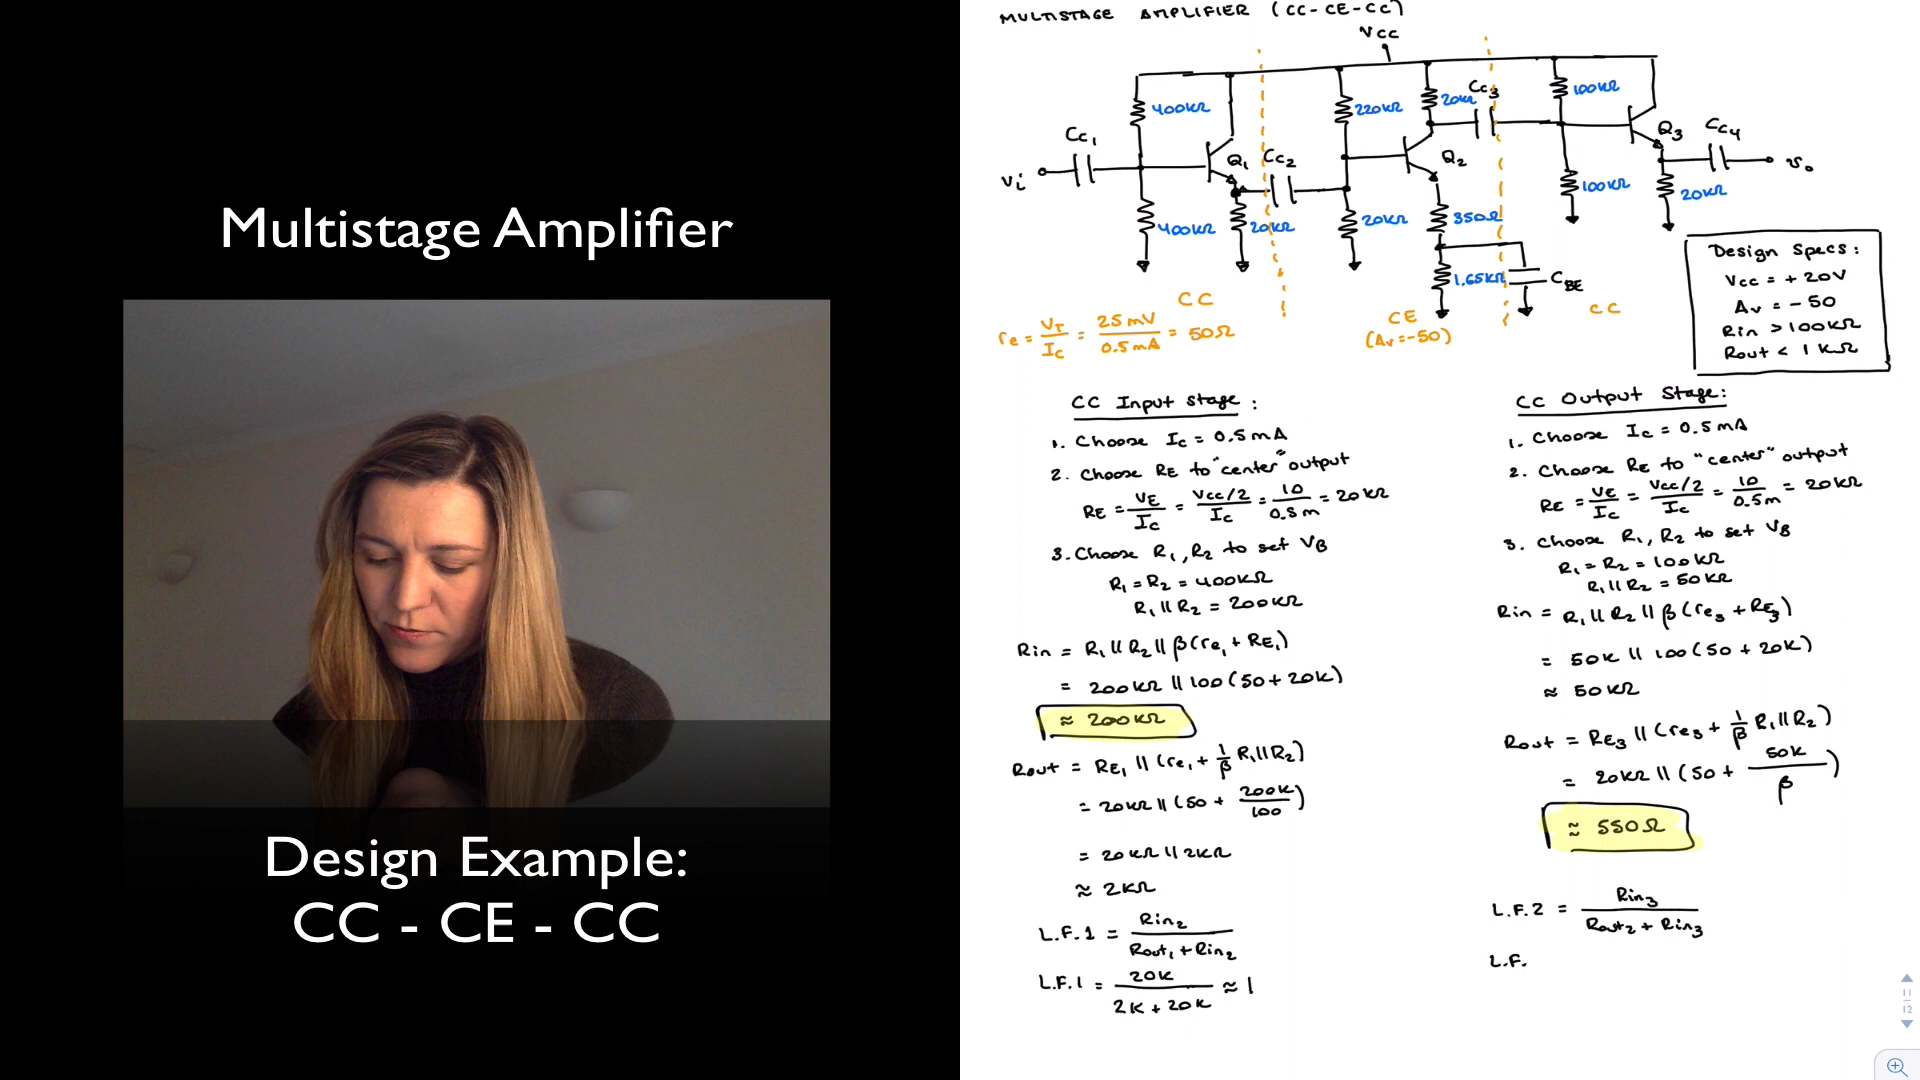 Multistage Amplifier
Design Example:
CC - CE - CC
MULTISTAGE AMPLIFIER (CC-CE-CC)
VCC
400KΩ
220KΩ
20KΩ
Cc3
100KΩ
Cc1
Q1
Cc2
Q2
Q3
Cc4
Vi
vo
400KΩ
20KΩ
20KΩ
350Ω
100KΩ
20KΩ
1.65KΩ
CBE
CC
CE
(Av=-50)
CC
re = VT/IC = 25mV/0.5mA = 50Ω
Design Specs:
Vcc = +20V
Av = -50
Rin >100KΩ
Rout < 1KΩ
CC Input Stage:
1. Choose Ic = 0.5mA
2. Choose RE to "center" output
RE = VE/Ic = Vcc/2/Ic = 10/0.5m = 20KΩ
3. Choose R1, R2 to set VB
R1 = R2 = 400KΩ
R1 || R2 = 200KΩ
Rin = R1 || R2 || β(re1 + RE1)
= 200KΩ || 100(50+20K)
≈ 200KΩ
Rout = RE1 || (re1 + 1/β R1||R2)
= 20KΩ || (50 + 200K/100)
= 20KΩ || 2KΩ
≈ 2KΩ
L.F.1 = Rin2/Rout1 + Rin2
L.F.1 = 20K/2K + 20K ≈ 1
CC Output Stage:
1. Choose Ic = 0.5mA
2. Choose RE to "center" output
RE = VE/Ic = Vcc/2/Ic = 10/0.5m = 20KΩ
3. Choose R1, R2 to set VB
R1 = R2 = 100KΩ
R1 || R2 = 50KΩ
Rin = R1 || R2 || β(re3 + RE3)
= 50K || 100(50 + 20K)
≈ 50KΩ
Rout = RE3 || (re3 + 1/β R1||R2)
= 20KΩ || (50 + 50K/β)
≈ 550Ω
L.F.2 = Rin3/Rout2 + Rin3
L.F.
11
12